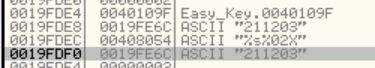 0019FDE4 0040109F Easy_Key.0040109F
0019FDE8 0019FE6C ASCII "211203"
0019FDEC 00408054 ASCII "%s%02X"
0019FDF0 0019FE6C ASCII "211203"